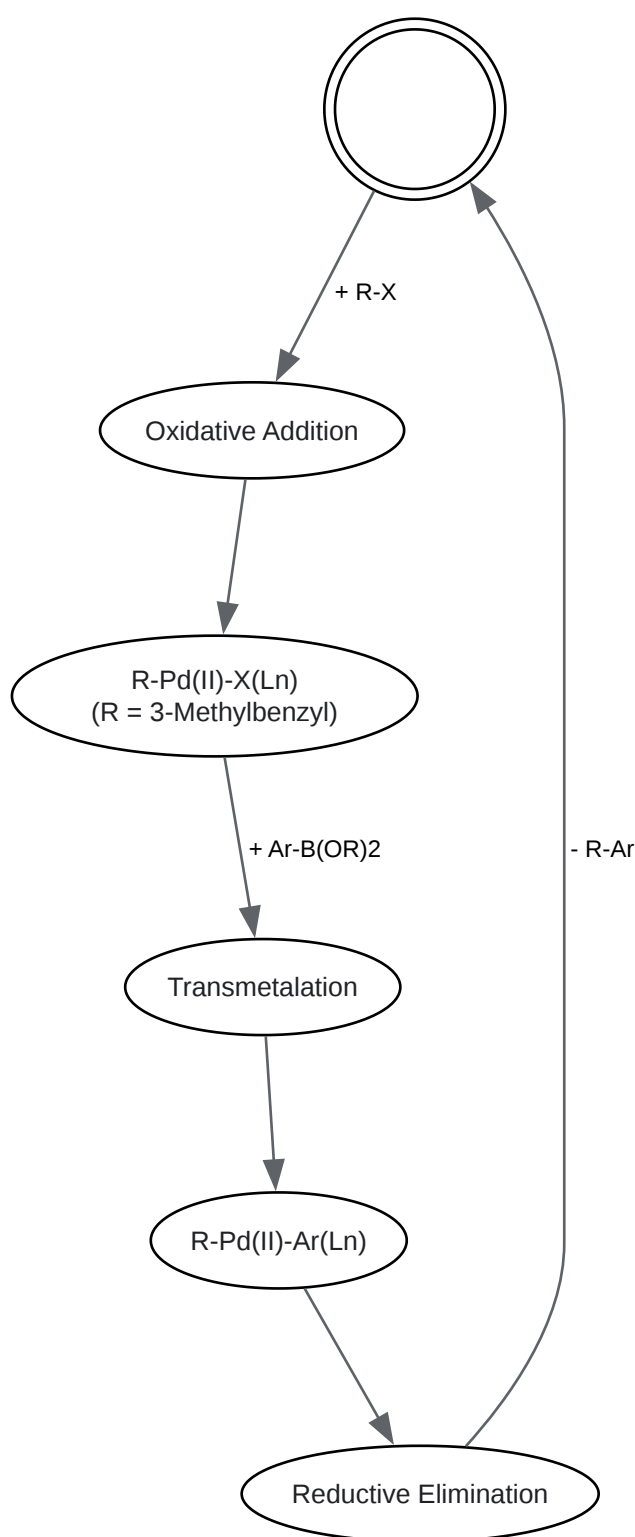 + R-X
Oxidative Addition
R-Pd(II)-X(Ln)
(R = 3-Methylbenzyl)
+ Ar-B(OR)2
- R-Ar
Transmetalation
R-Pd(II)-Ar(Ln)
Reductive Elimination